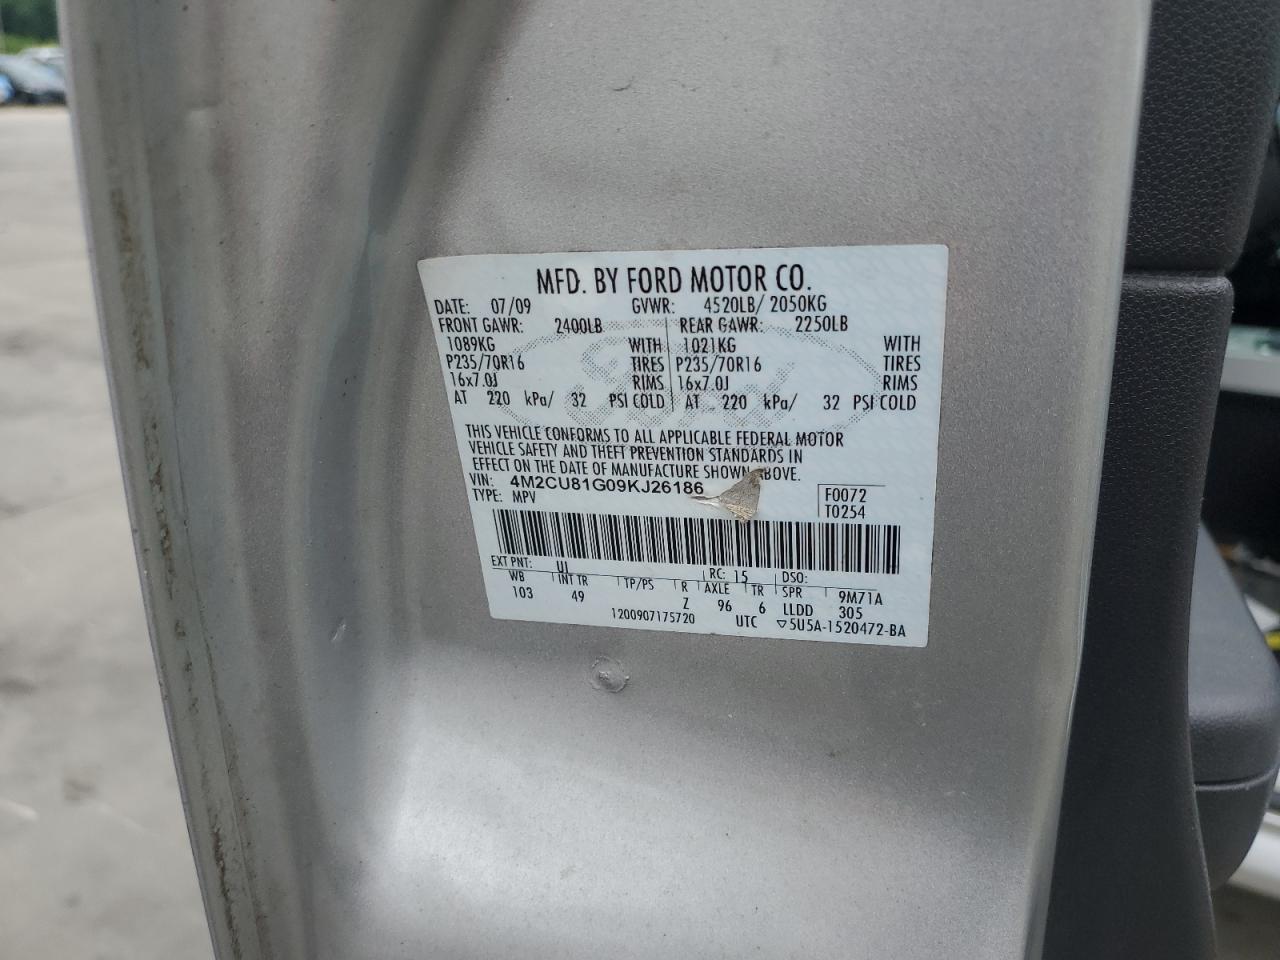 MFD. BY FORD MOTOR CO.
DATE: 07/09 GVWR: 4520LB/ 2050KG
FRONT GAWR: 2400LB REAR GAWR: 2250LB
1089KG WITH 1021KG WITH
P235/70R16 TIRES P235/70R16 TIRES
16x7.0J RIMS 16x7.0J RIMS
AT 220 kPa/ 32 PSI COLD AT 220 kPa/ 32 PSI COLD
THIS VEHICLE CONFORMS TO ALL APPLICABLE FEDERAL MOTOR
VEHICLE SAFETY AND THEFT PREVENTION STANDARDS IN
EFFECT ON THE DATE OF MANUFACTURE SHOWN ABOVE.
VIN: 4M2CU81G09KJ26186
TYPE: MPV
F0072
T0254
EXT PNT: UI RC: 15 DSO:
WB INT TR TP/PS R AXLE TR SPR 9M71A
103 49 Z 96 6 LLDD 305
1200907175720 UTC ▽5U5A-1520472-BA